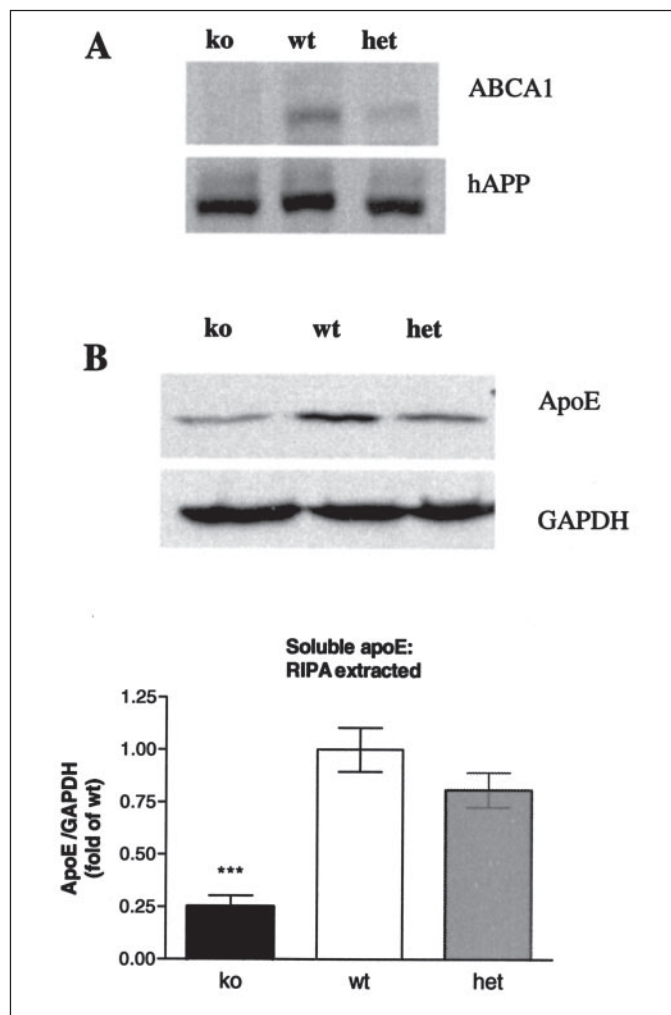 A
ko wt het
ABCA1
hAPP
B
ko wt het
ApoE
GAPDH
Soluble apoE:
RIPA extracted
ApoE/GAPDH
(fold of wt)
1.25
1.00
0.75
0.50
0.25
0.00
***
ko wt het